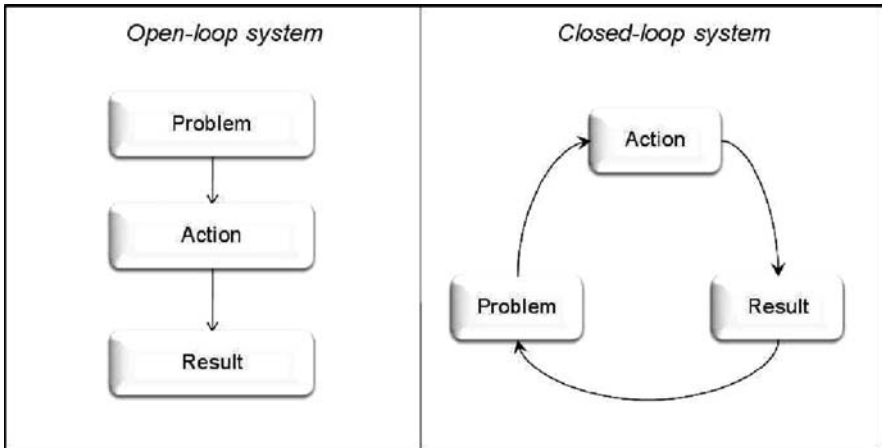 Open-loop system
Problem
Action
Result
Closed-loop system
Action
Problem
Result